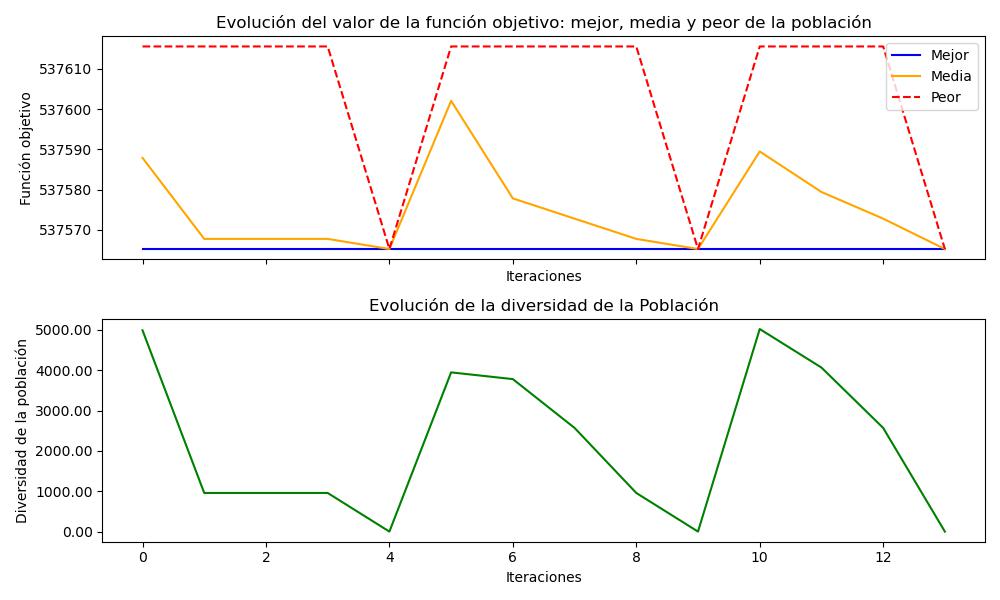 Evolución del valor de la función objetivo: mejor, media y peor de la población
Función objetivo
537610
537600
537590
537580
537570
Mejor
Media
Peor
Iteraciones
Evolución de la diversidad de la Población
Diversidad de la población
5000.00
4000.00
3000.00
2000.00
1000.00
0.00
0 2 4 6 8 10 12
Iteraciones